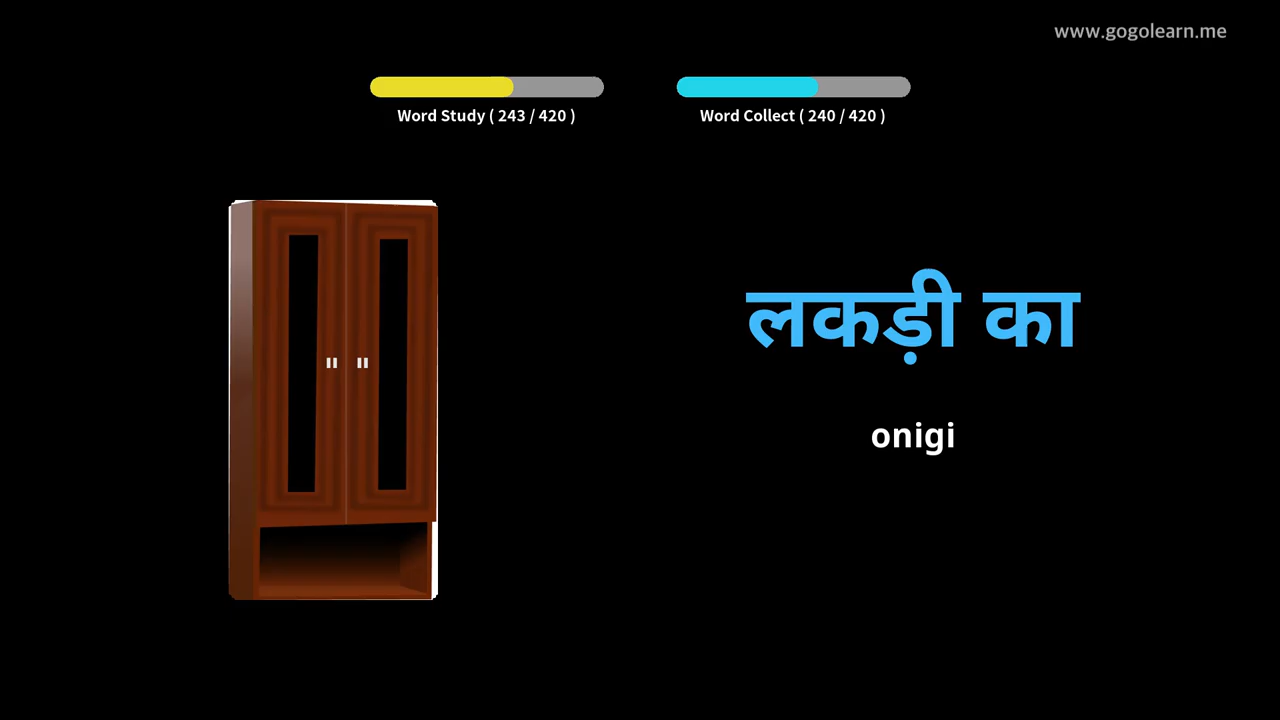 www.gogolearn.me
Word Study ( 243 / 420 )
Word Collect ( 240 / 420 )
लकड़ी का
onigi